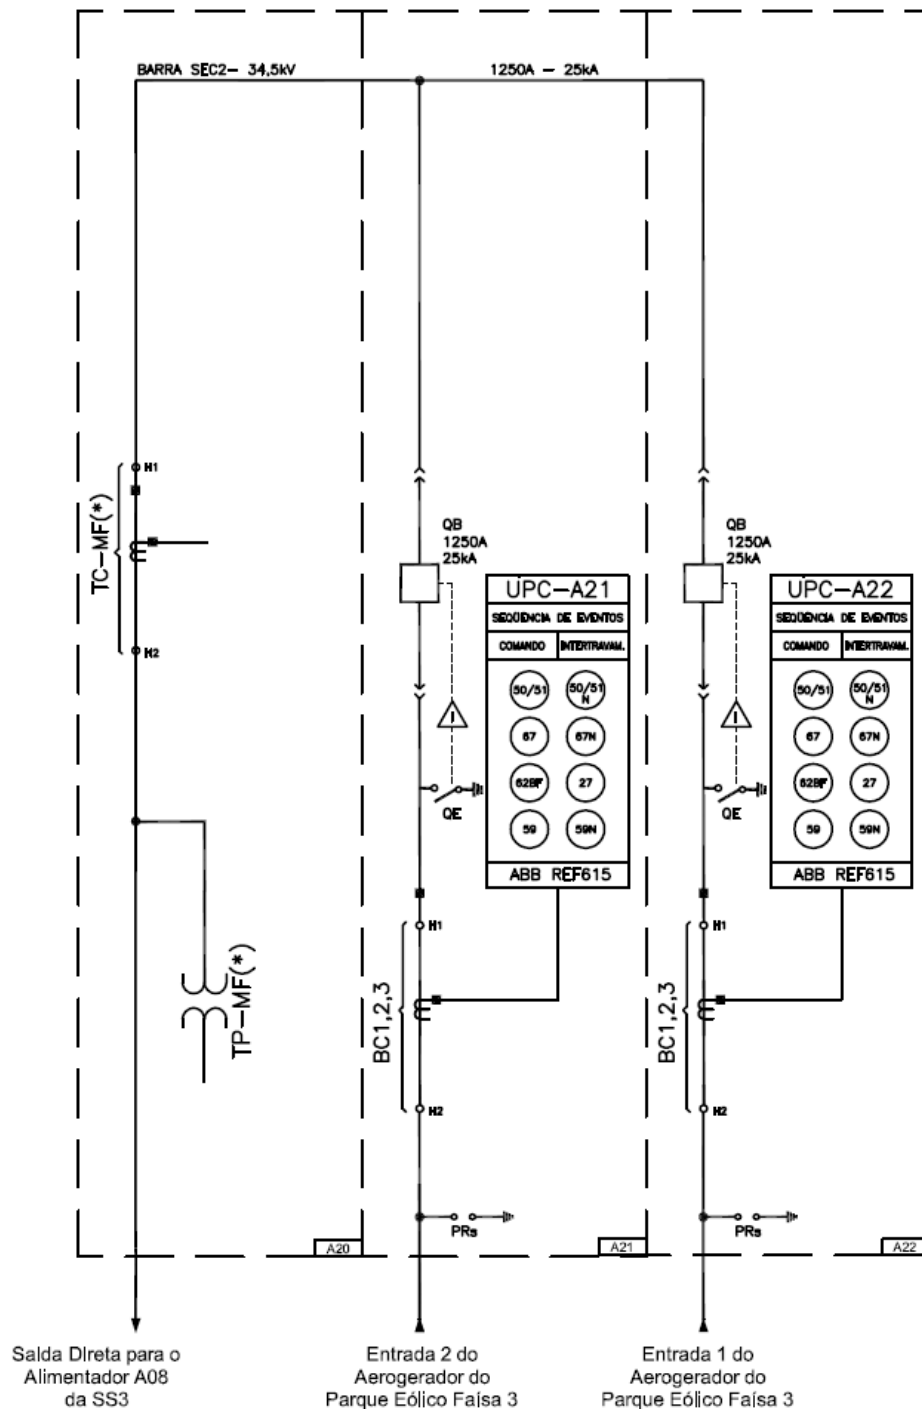 BARRA SEC2- 34,5kV
1250A - 25kA
H1
TC-MF(*)
H2
TP-MF(*)
A20
Saída Direta para o
Alimentador A08
da SS3
QB
1250A
25kA
UPC-A21
SEQÜÊNCIA DE EVENTOS
COMANDO
INTERTRAVAM.
50/51
50/51
N
67
67N
62BF
27
59
59N
ABB REF615
I
QE
H1
BC1,2,3
H2
PRs
A21
Entrada 2 do
Aerogerador do
Parque Eólico Faísa 3
QB
1250A
25kA
UPC-A22
SEQÜÊNCIA DE EVENTOS
COMANDO
INTERTRAVAM.
50/51
50/51
N
67
67N
62BF
27
59
59N
ABB REF615
I
QE
H1
BC1,2,3
H2
PRs
A22
Entrada 1 do
Aerogerador do
Parque Eólico Faísa 3